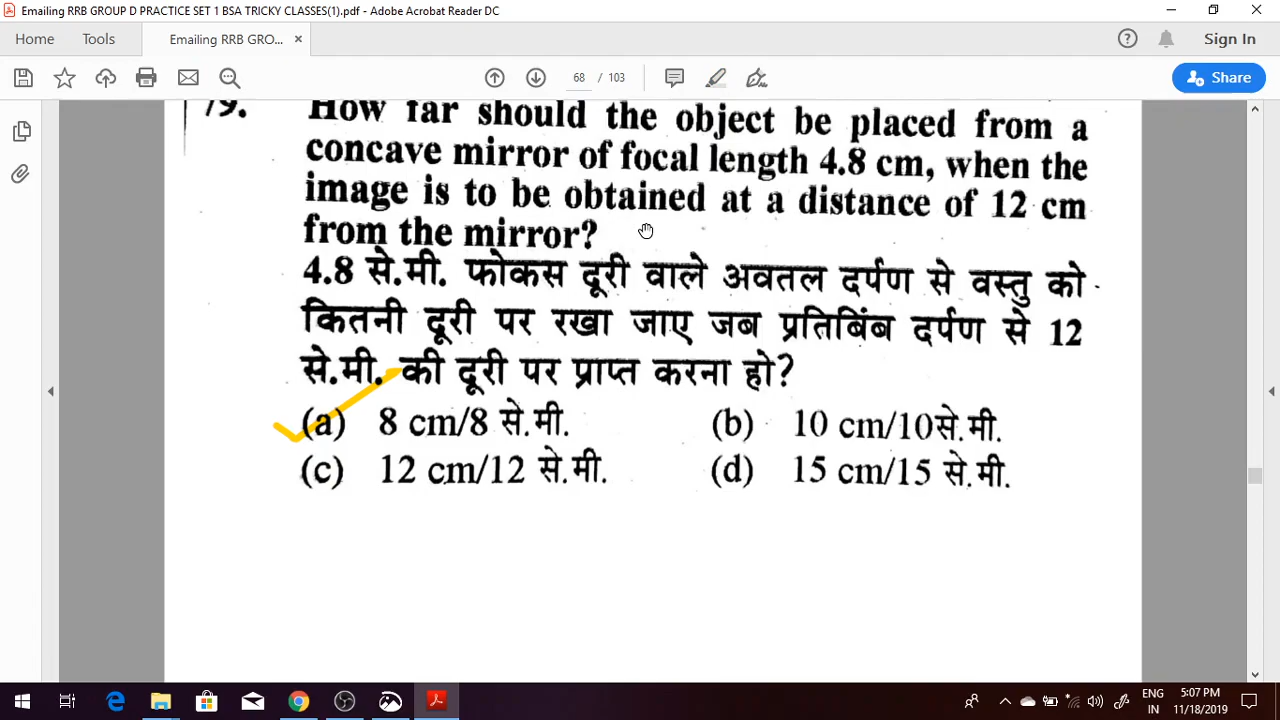 Emailing RRB GROUP D PRACTICE SET 1 BSA TRICKY CLASSES(1).pdf - Adobe Acrobat Reader DC
Home Tools Emailing RRB GRO... × Sign In
68 / 103 Share
79. How far should the object be placed from a
concave mirror of focal length 4.8 cm, when the
image is to be obtained at a distance of 12 cm
from the mirror?
4.8 से.मी. फोकस दूरी वाले अवतल दर्पण से वस्तु को
कितनी दूरी पर रखा जाए जब प्रतिबिंब दर्पण से 12
से.मी. की दूरी पर प्राप्त करना हो?
(a) 8 cm/8 से.मी. (b) 10 cm/10से.मी.
(c) 12 cm/12 से.मी. (d) 15 cm/15 से.मी.
ENG 5:07 PM
IN 11/18/2019